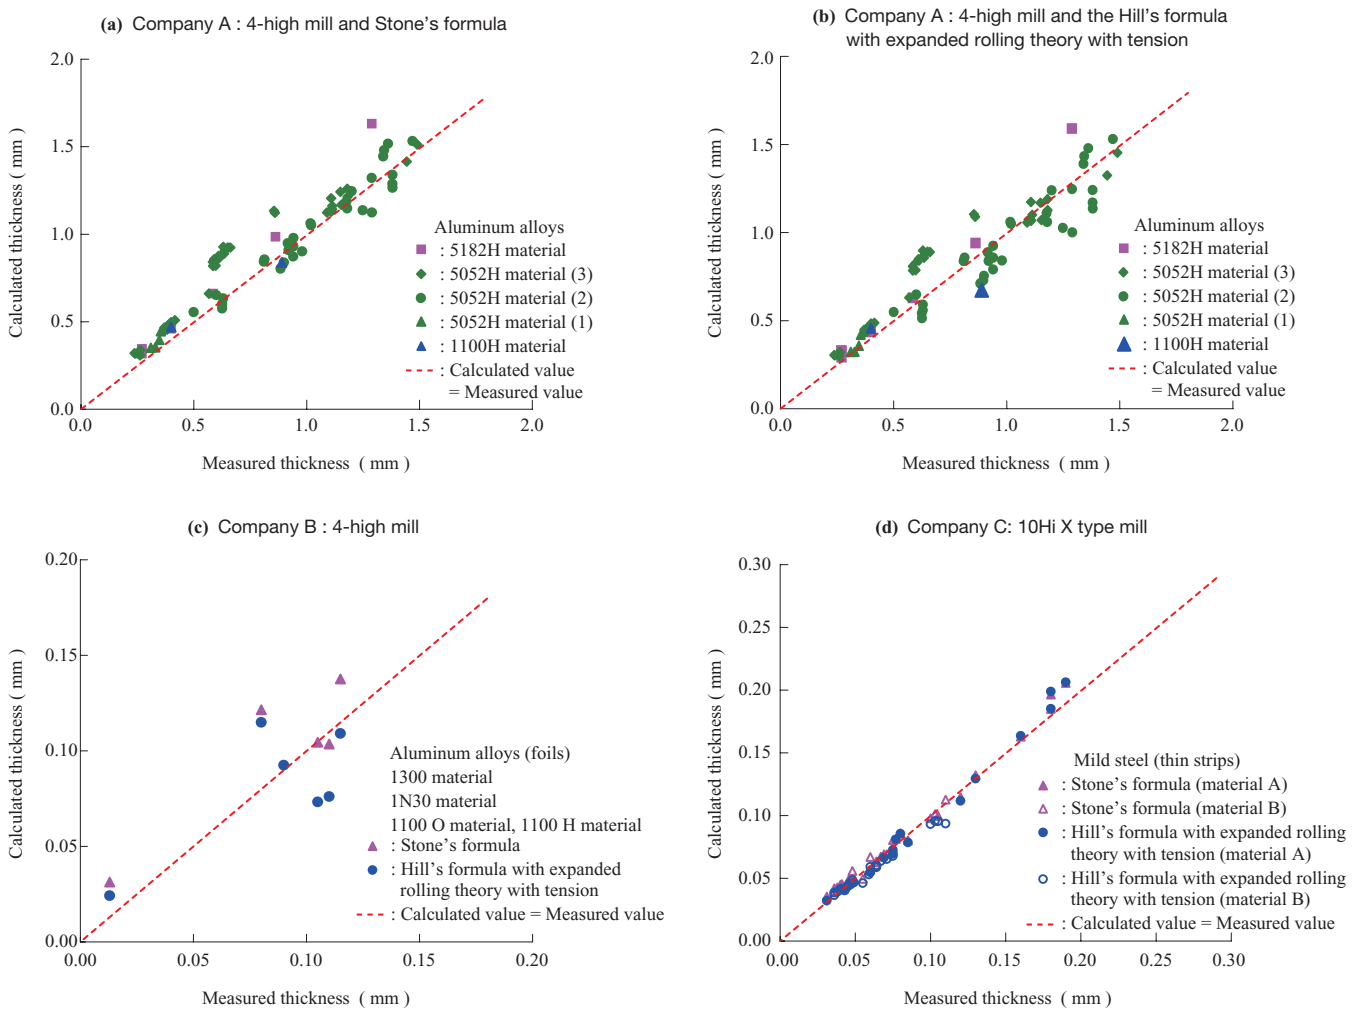 (a) Company A : 4-high mill and Stone's formula
Calculated thickness ( mm )
2.0
1.5
1.0
0.5
0.0
0.0 0.5 1.0 1.5 2.0
Measured thickness ( mm )
Aluminum alloys
: 5182H material
: 5052H material (3)
: 5052H material (2)
: 5052H material (1)
: 1100H material
: Calculated value
= Measured value
(b) Company A : 4-high mill and the Hill's formula
with expanded rolling theory with tension
Calculated thickness ( mm )
2.0
1.5
1.0
0.5
0.0
0.0 0.5 1.0 1.5 2.0
Measured thickness ( mm )
Aluminum alloys
: 5182H material
: 5052H material (3)
: 5052H material (2)
: 5052H material (1)
: 1100H material
: Calculated value
= Measured value
(c) Company B : 4-high mill
Calculated thickness ( mm )
0.20
0.15
0.10
0.05
0.00
0.00 0.05 0.10 0.15 0.20
Measured thickness ( mm )
Aluminum alloys (foils)
1300 material
1N30 material
1100 O material, 1100 H material
: Stone's formula
: Hill's formula with expanded
rolling theory with tension
: Calculated value = Measured value
(d) Company C: 10Hi X type mill
Calculated thickness ( mm )
0.30
0.25
0.20
0.15
0.10
0.05
0.00
0.00 0.05 0.10 0.15 0.20 0.25 0.30
Measured thickness ( mm )
Mild steel (thin strips)
: Stone's formula (material A)
: Stone's formula (material B)
: Hill's formula with expanded rolling
theory with tension (material A)
: Hill's formula with expanded rolling
theory with tension (material B)
: Calculated value = Measured value